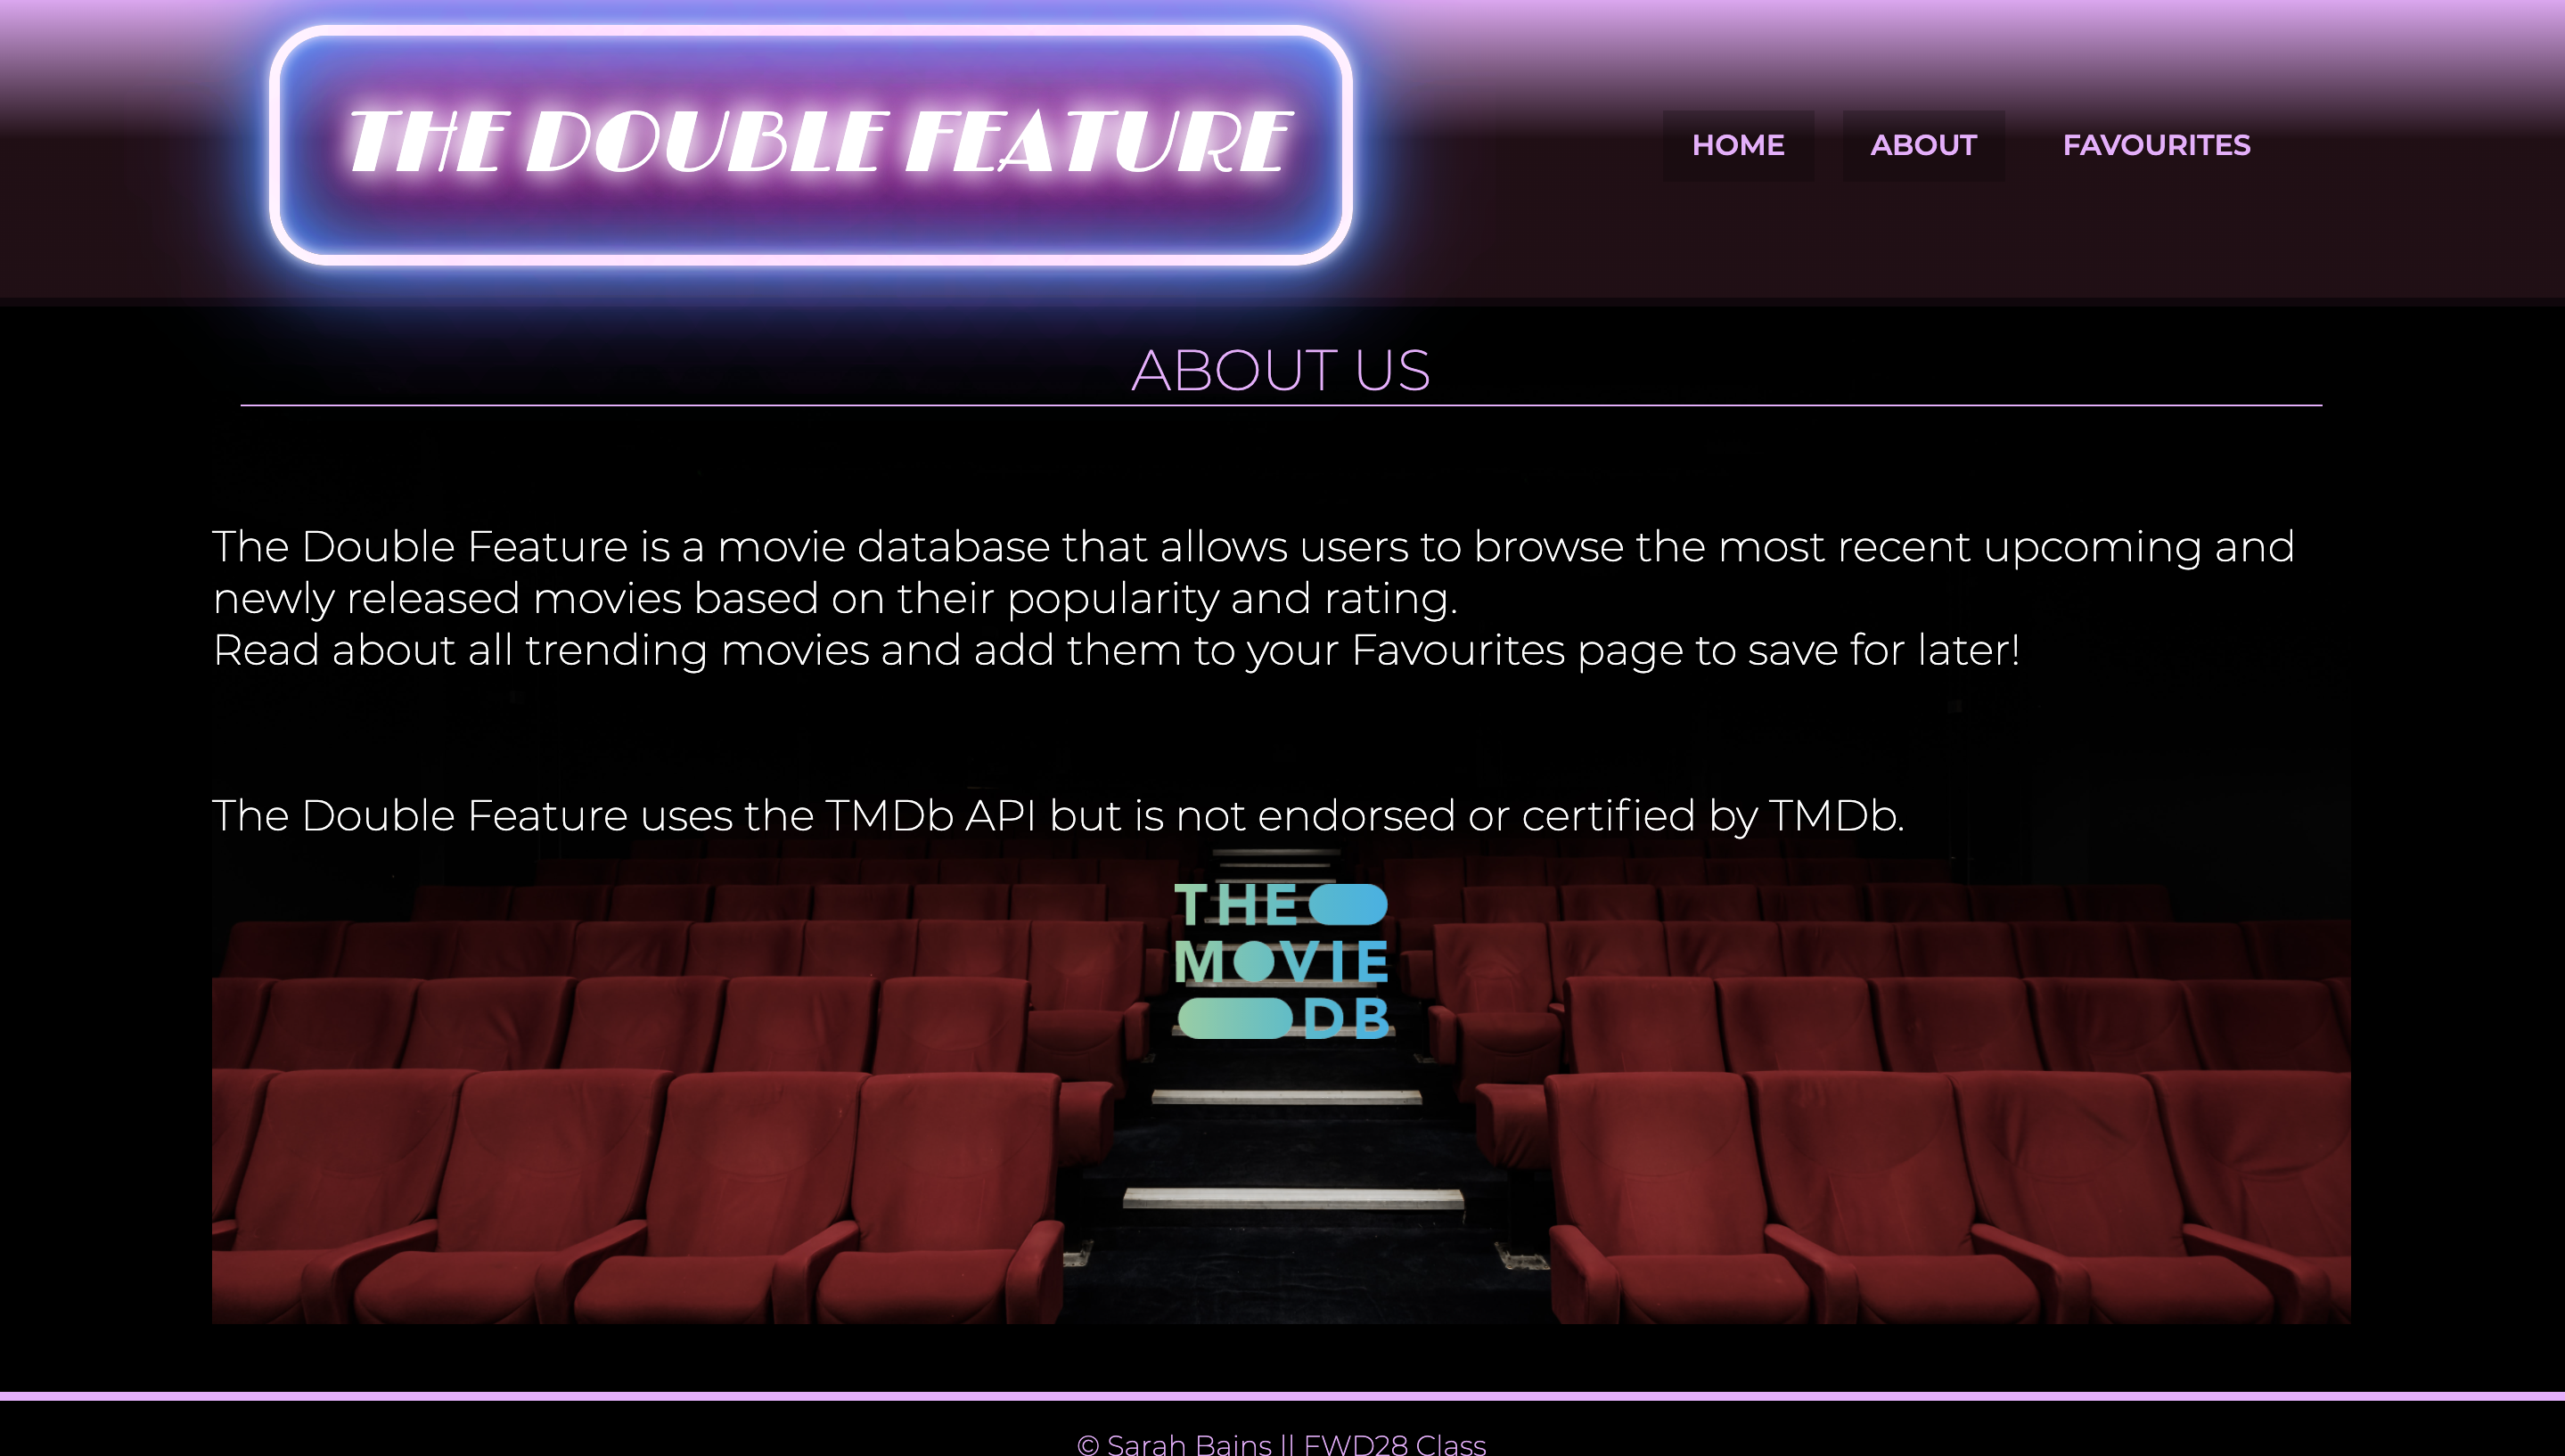 THE DOUBLE FEATURE
HOME ABOUT FAVOURITES
ABOUT US
The Double Feature is a movie database that allows users to browse the most recent upcoming and
newly released movies based on their popularity and rating.
Read about all trending movies and add them to your Favourites page to save for later!
The Double Feature uses the TMDb API but is not endorsed or certified by TMDb.
THE
MOVIE
DB
© Sarah Bains || FWD28 Class